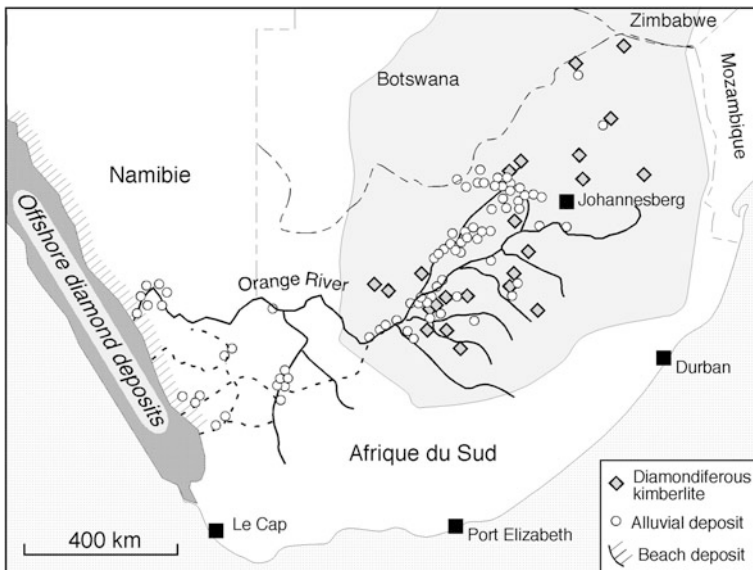 Zimbabwe
Botswana
Mozambique
Namibie
Johannesberg
Offshore diamond deposits
Orange River
Durban
Afrique du Sud
Le Cap
Port Elizabeth
400 km
Diamondiferous
kimberlite
Alluvial deposit
Beach deposit